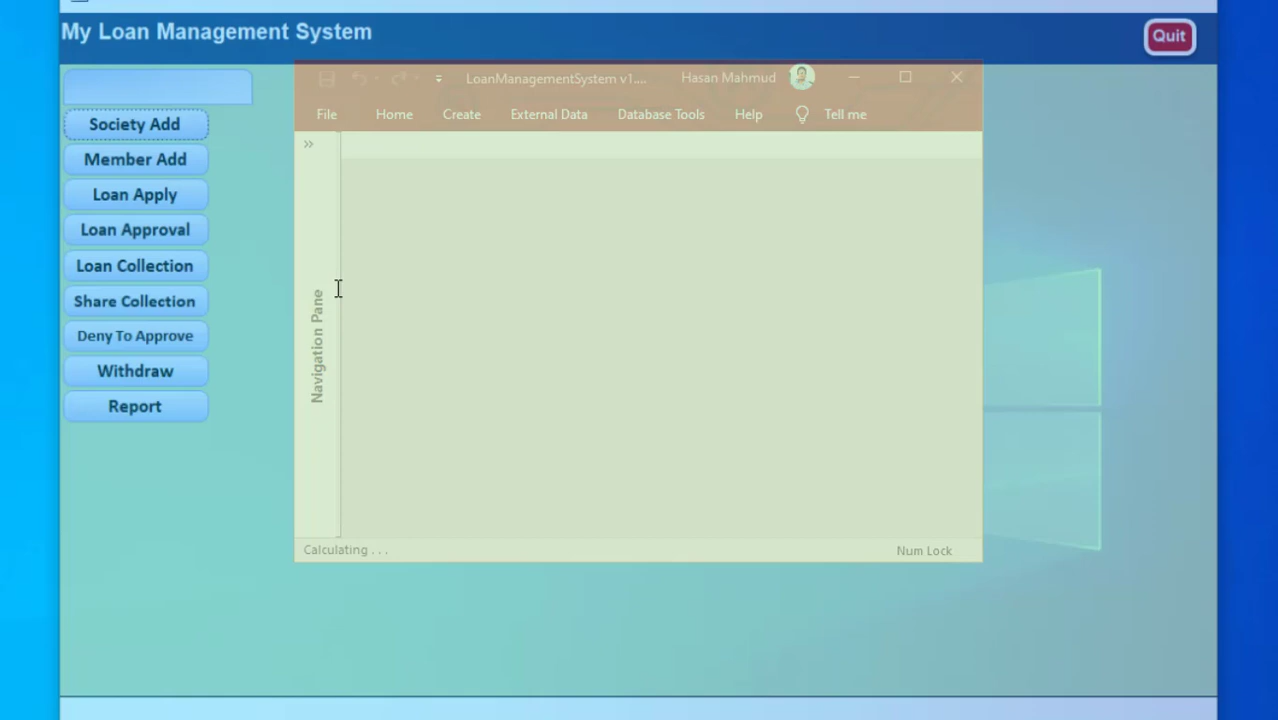 My Loan Management System
Quit
LoanManagementSystem v1....
Hasan Mahmud
File
Home
Create
External Data
Database Tools
Help
Tell me
Society Add
Member Add
Loan Apply
Loan Approval
Loan Collection
Share Collection
Deny To Approve
Withdraw
Report
Navigation Pane
Calculating . . .
Num Lock